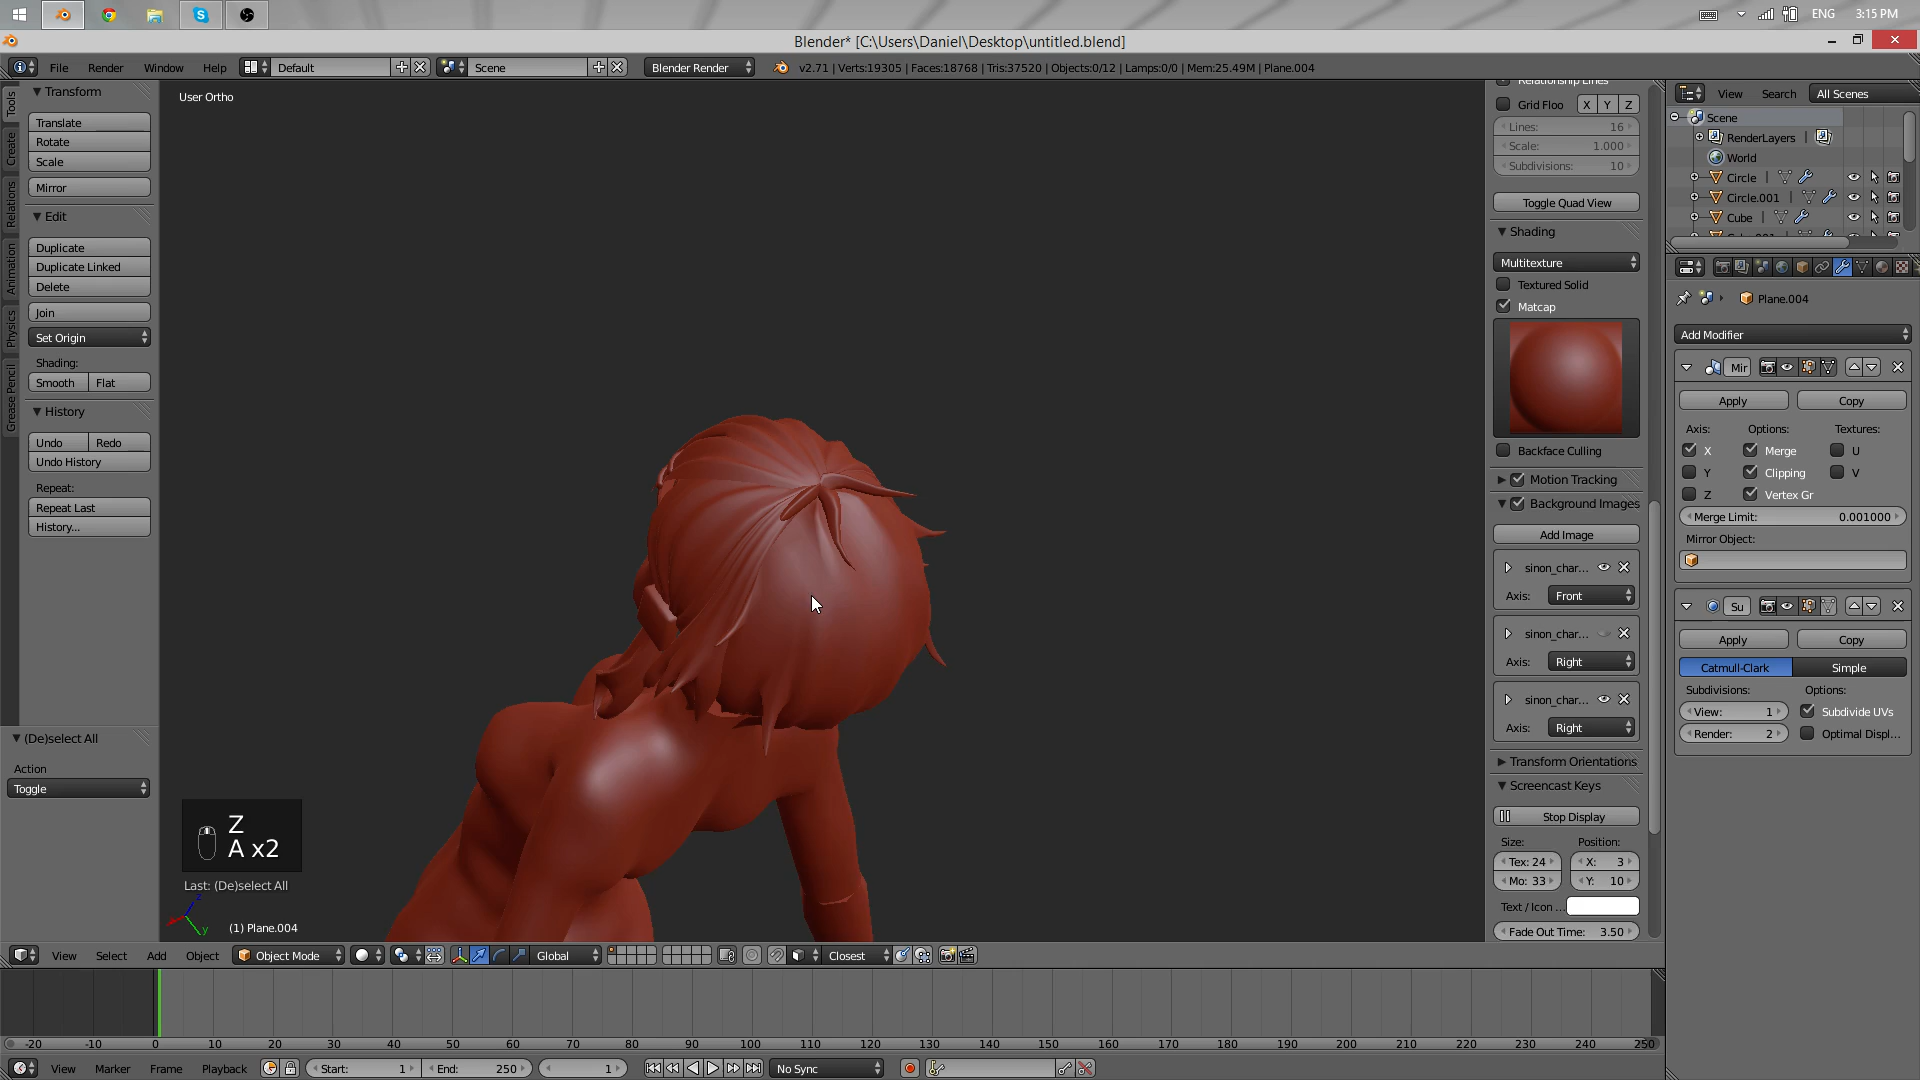 ENG 3:15 PM
Blender* [C:\Users\Daniel\Desktop\untitled.blend]
File Render Window Help Default Scene Blender Render v2.71 | Verts:19305 | Faces:18768 | Tris:37520 | Objects:0/12 | Lamps:0/0 | Mem:25.49M | Plane.004
Tools
Create
Relations
Animation
Physics
Grease Pencil
Transform
Translate
Rotate
Scale
Mirror
Edit
Duplicate
Duplicate Linked
Delete
Join
Set Origin
Shading:
Smooth Flat
History
Undo Redo
Undo History
Repeat:
Repeat Last
History...
(De)select All
Action
Toggle
User Ortho
Z
A x2
Last: (De)select All
z
y
(1) Plane.004
Relationship Lines
Grid Floo X Y Z
Lines: 16
Scale: 1.000
Subdivisions: 10
Toggle Quad View
Shading
Multitexture
Textured Solid
Matcap
Backface Culling
Motion Tracking
Background Images
Add Image
sinon_char...
Axis: Front
sinon_char...
Axis: Right
sinon_char...
Axis: Right
Transform Orientations
Screencast Keys
Stop Display
Size: Position:
Tex: 24 X: 3
Mo: 33 Y: 10
Text / Icon ...
Fade Out Time: 3.50
View Search All Scenes
Scene
RenderLayers |
World
Circle |
Circle.001 |
Cube |
Plane.004
Add Modifier
Mir
Apply Copy
Axis: Options: Textures:
X Merge U
Y Clipping V
Z Vertex Gr
Merge Limit: 0.001000
Mirror Object:
Su
Apply Copy
Catmull-Clark Simple
Subdivisions: Options:
View: 1 Subdivide UVs
Render: 2 Optimal Displ...
View Select Add Object Object Mode Global Closest
-20 -10 0 10 20 30 40 50 60 70 80 90 100 110 120 130 140 150 160 170 180 190 200 210 220 230 240 250
View Marker Frame Playback Start: 1 End: 250 1 No Sync